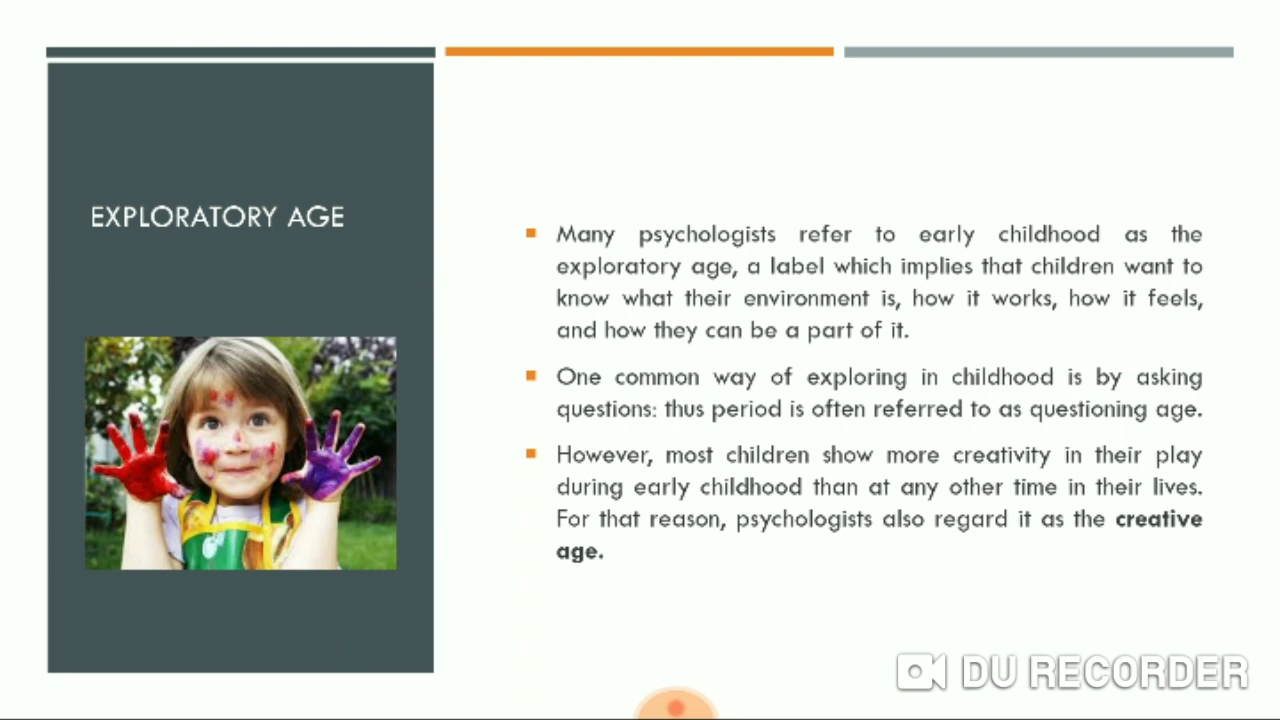 EXPLORATORY AGE
Many psychologists refer to early childhood as the
exploratory age, a label which implies that children want to
know what their environment is, how it works, how it feels,
and how they can be a part of it.
One common way of exploring in childhood is by asking
questions: thus period is often referred to as questioning age.
However, most children show more creativity in their play
during early childhood than at any other time in their lives.
For that reason, psychologists also regard it as the creative
age.
DU RECORDER